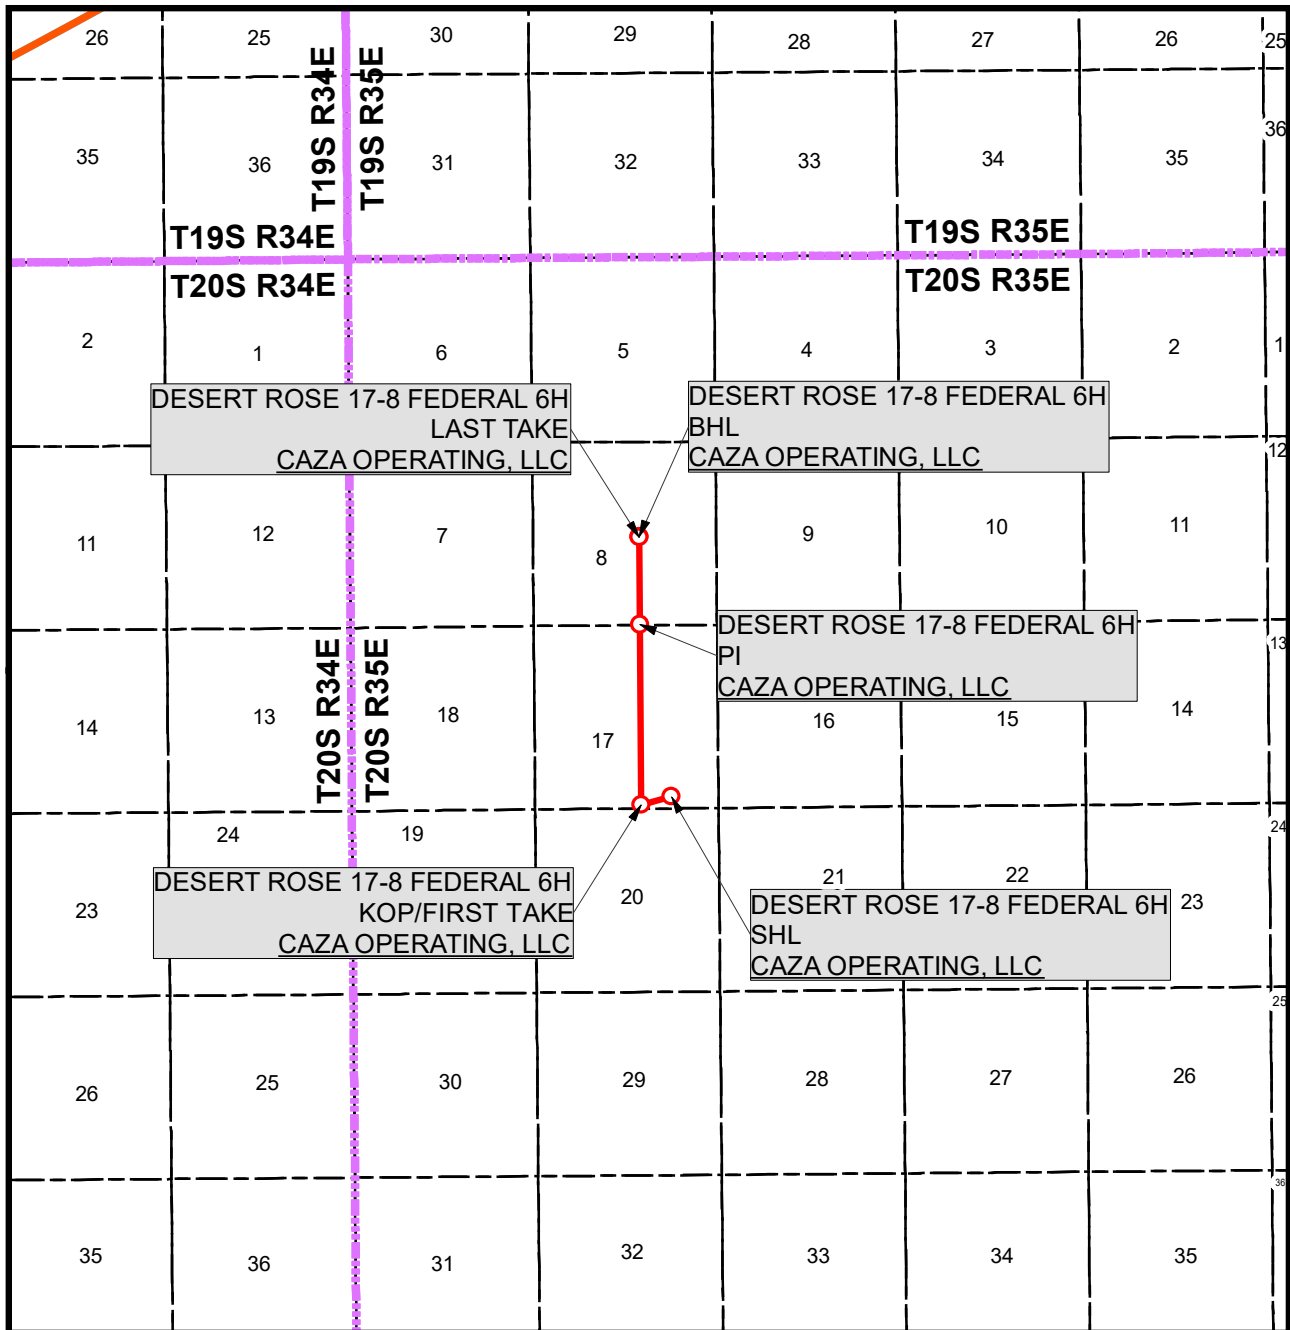 26
25
30
29
28
27
26
25
T19S R34E
T19S R35E
36
35
36
31
32
33
34
35
T19S R34E
T19S R35E
T20S R34E
T20S R35E
2
1
6
5
4
3
2
1
DESERT ROSE 17-8 FEDERAL 6H
LAST TAKE
CAZA OPERATING, LLC
DESERT ROSE 17-8 FEDERAL 6H
BHL
CAZA OPERATING, LLC
12
11
12
7
8
9
10
11
DESERT ROSE 17-8 FEDERAL 6H
PI
CAZA OPERATING, LLC
13
T20S R34E
T20S R35E
14
13
18
17
16
15
14
24
19
24
DESERT ROSE 17-8 FEDERAL 6H
KOP/FIRST TAKE
CAZA OPERATING, LLC
23
20
21
22
23
DESERT ROSE 17-8 FEDERAL 6H
SHL
CAZA OPERATING, LLC
25
26
25
30
29
28
27
26
36
35
36
31
32
33
34
35